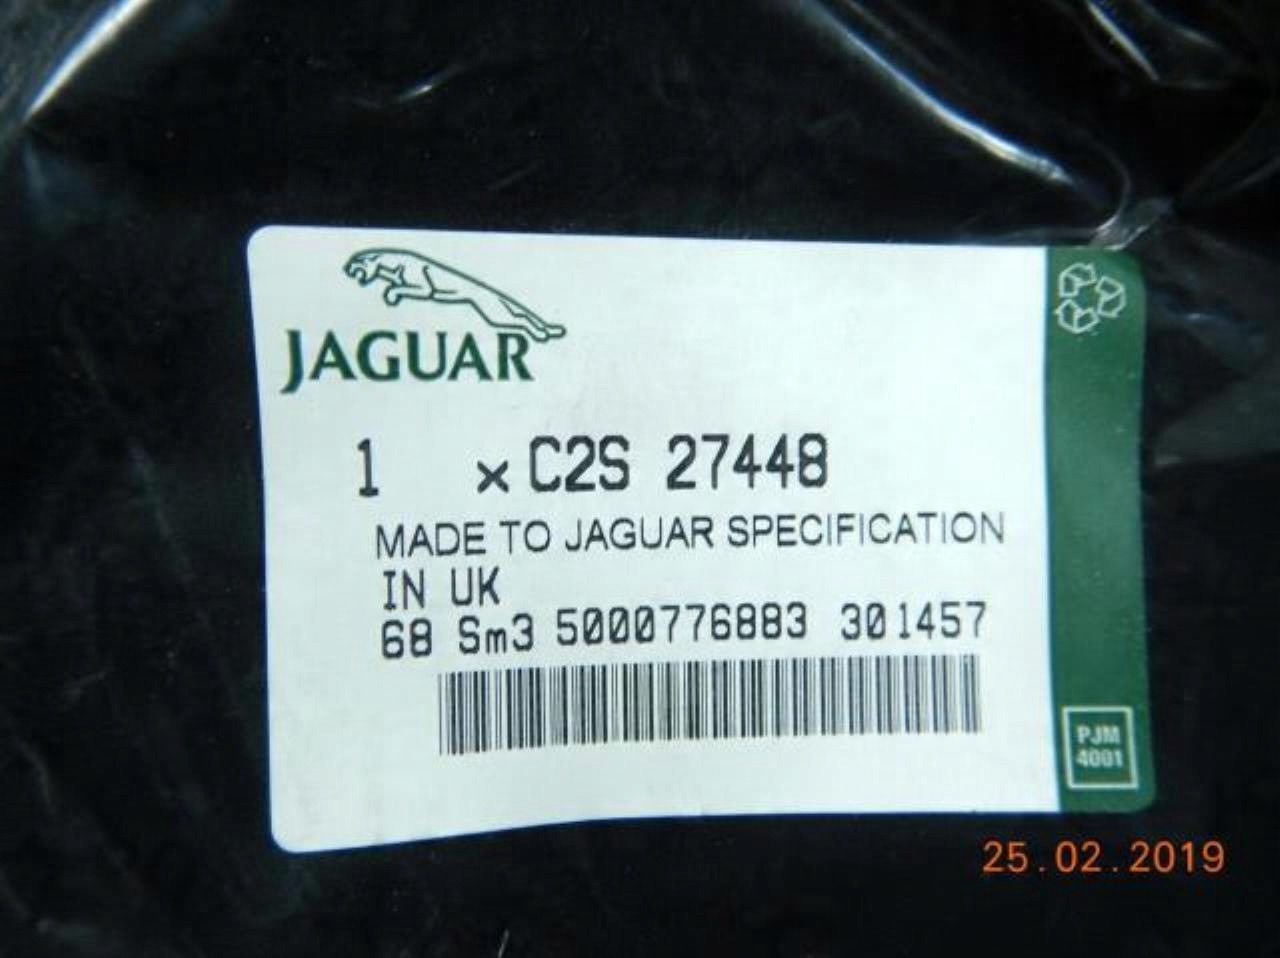 JAGUAR
1 x C2S 27448
MADE TO JAGUAR SPECIFICATION
IN UK
68 Sm3 5000776883 301457
PJM
4001
25.02.2019